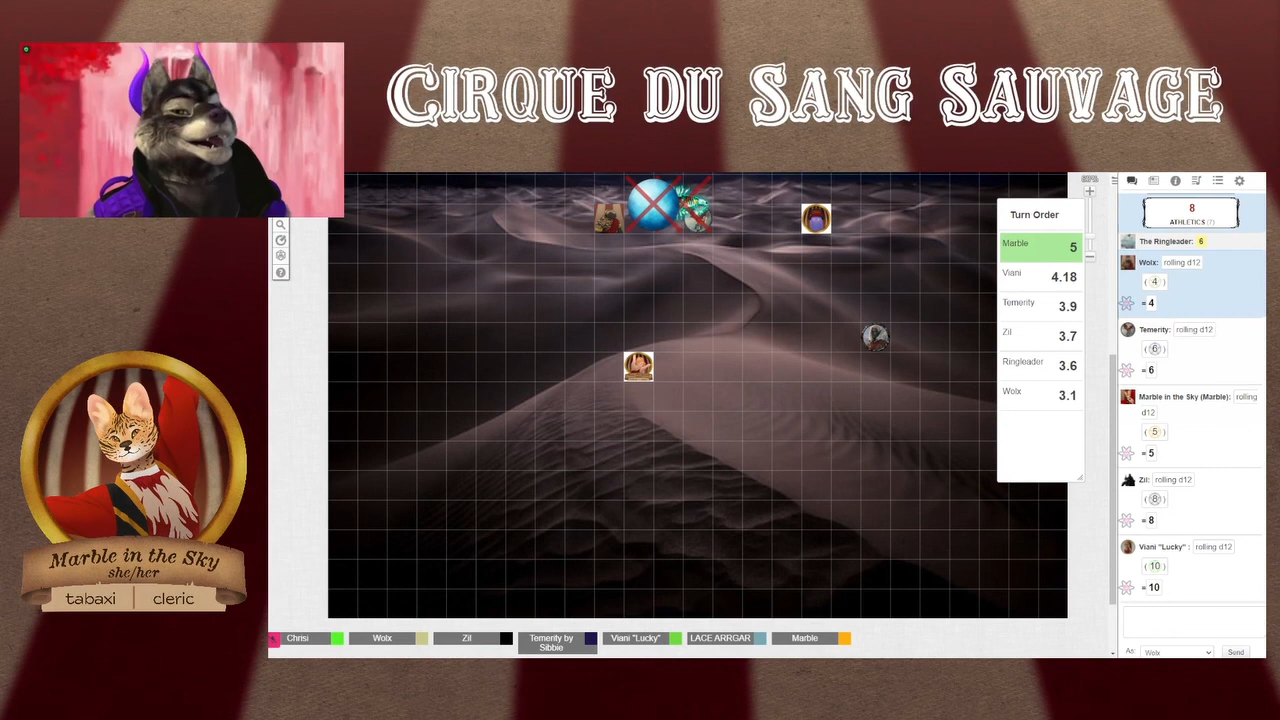 CIRQUE DU SANG SAUVAGE
Turn Order
Marble 5
Viani 4.18
Temerity 3.9
Zil 3.7
Ringleader 3.6
Wolx 3.1
8
ATHLETICS (7)
The Ringleader: 6
Wolx: rolling d12
(4)
= 4
Temerity: rolling d12
(6)
= 6
Marble in the Sky (Marble): rolling
d12
(5)
= 5
Zil: rolling d12
(8)
= 8
Viani "Lucky" : rolling d12
(10)
= 10
As: Wolx Send
Marble in the Sky
she/her
tabaxi cleric
Chrisi
Wolx
Zil
Temerity by
Sibbie
Viani "Lucky"
LACE ARRGAR
Marble